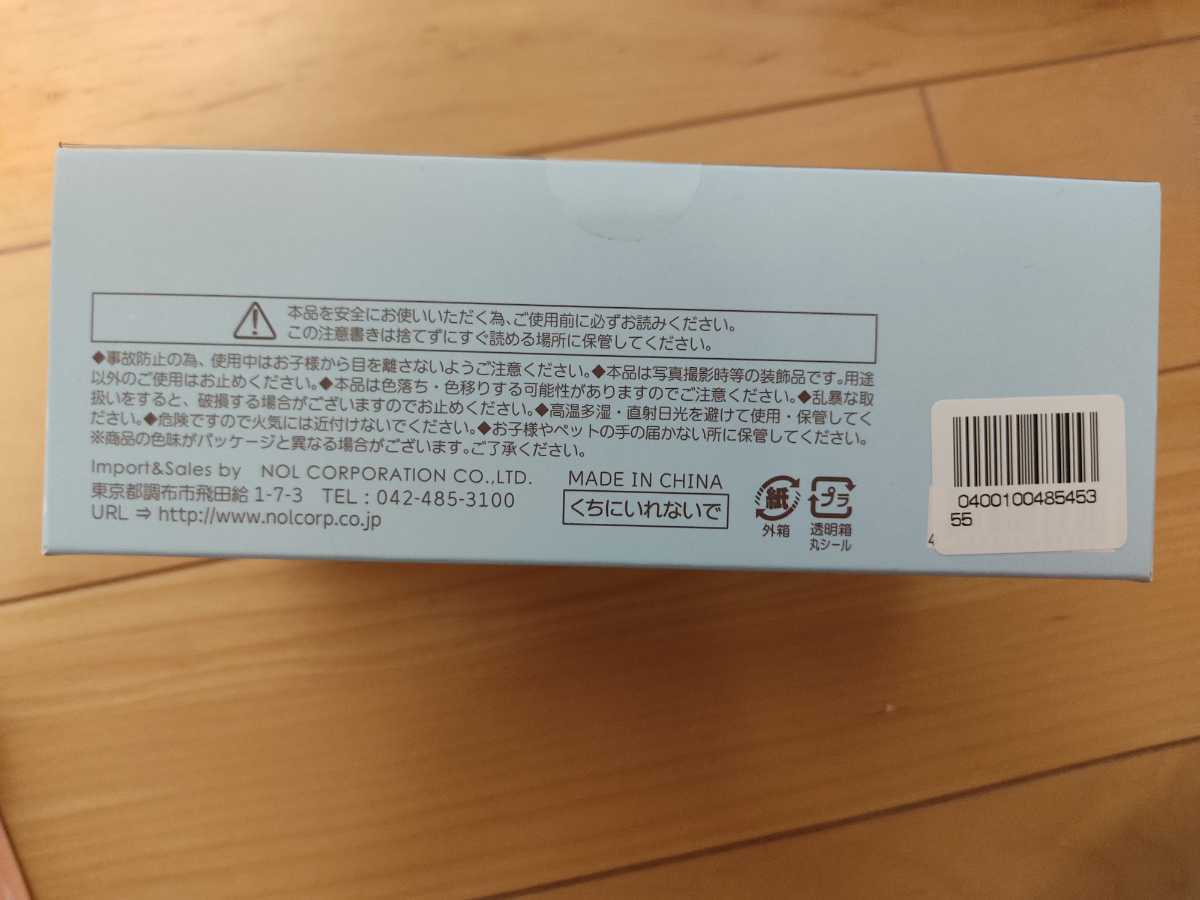 本品を安全にお使いいただく為、ご使用前に必ずお読みください。
この注意書きは捨てずにすぐ読める場所に保管してください。
◆事故防止の為、使用中はお子様から目を離さないようご注意ください。◆本品は写真撮影時等の装飾品です。用途
以外のご使用はお止めください。◆本品は色落ち・色移りする可能性がありますのでご注意ください。◆乱暴な取
扱いをすると、破損する場合がございますのでお止めください。◆高温多湿・直射日光を避けて使用・保管してく
ださい。◆危険ですので火気には近付けないでください。◆お子様やペットの手の届かない所に保管してください。
※商品の色味がパッケージと異なる場合がございます。ご了承ください。
Import&Sales by NOL CORPORATION CO.,LTD.
東京都調布市飛田給 1-7-3 TEL : 042-485-3100
URL ⇒ http://www.nolcorp.co.jp
MADE IN CHINA
くちにいれないで
紙
外箱
プラ
透明箱
丸シール
0400100485453
55
4